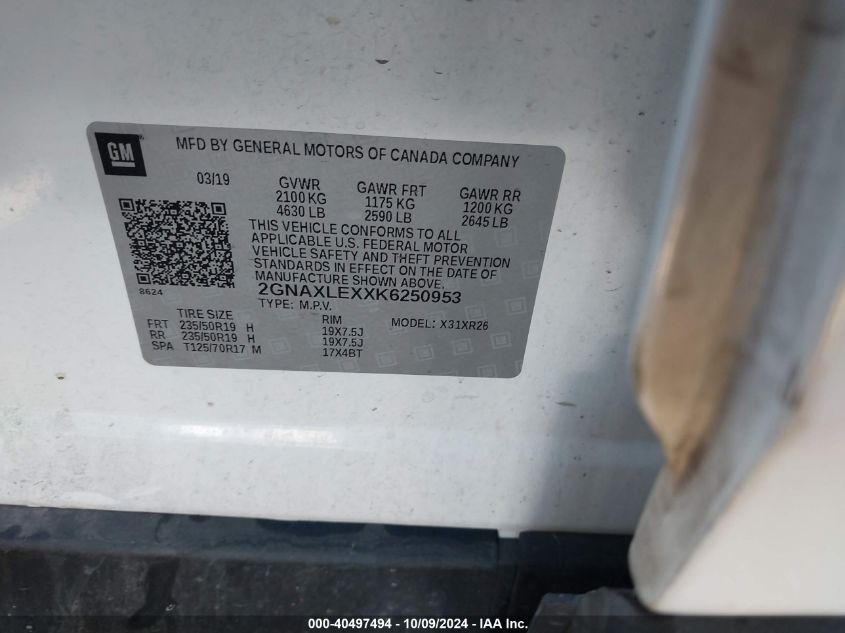 GM
MFD BY GENERAL MOTORS OF CANADA COMPANY
03/19 GVWR GAWR FRT GAWR RR
2100 KG 1175 KG 1200 KG
4630 LB 2590 LB 2645 LB
THIS VEHICLE CONFORMS TO ALL
APPLICABLE U.S. FEDERAL MOTOR
VEHICLE SAFETY AND THEFT PREVENTION
STANDARDS IN EFFECT ON THE DATE OF
MANUFACTURE SHOWN ABOVE.
8624 2GNAXLEXXK6250953
TYPE: M.P.V.
TIRE SIZE RIM MODEL: X31XR26
FRT 235/50R19 H 19X7.5J
RR 235/50R19 H 19X7.5J
SPA T125/70R17 M 17X4BT
000-40497494 - 10/09/2024 - IAA Inc.